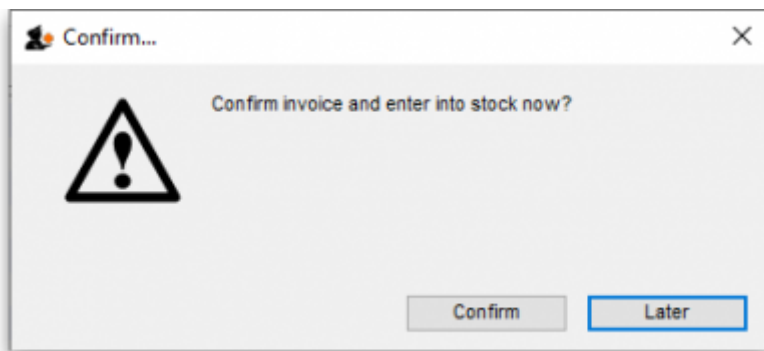 Confirm...
Confirm invoice and enter into stock now?
Confirm
Later